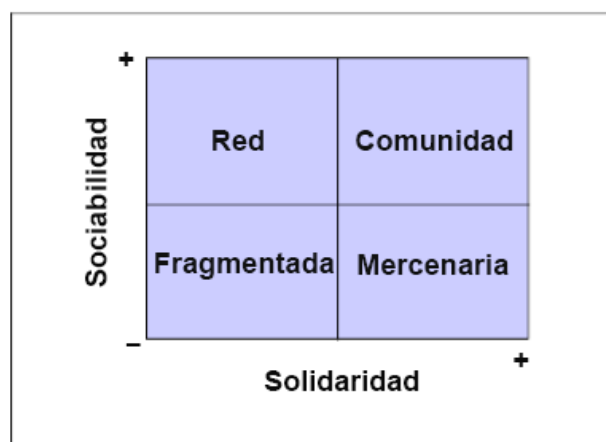 +
Sociabilidad
Red
Comunidad
Fragmentada
Mercenaria
–
+
Solidaridad